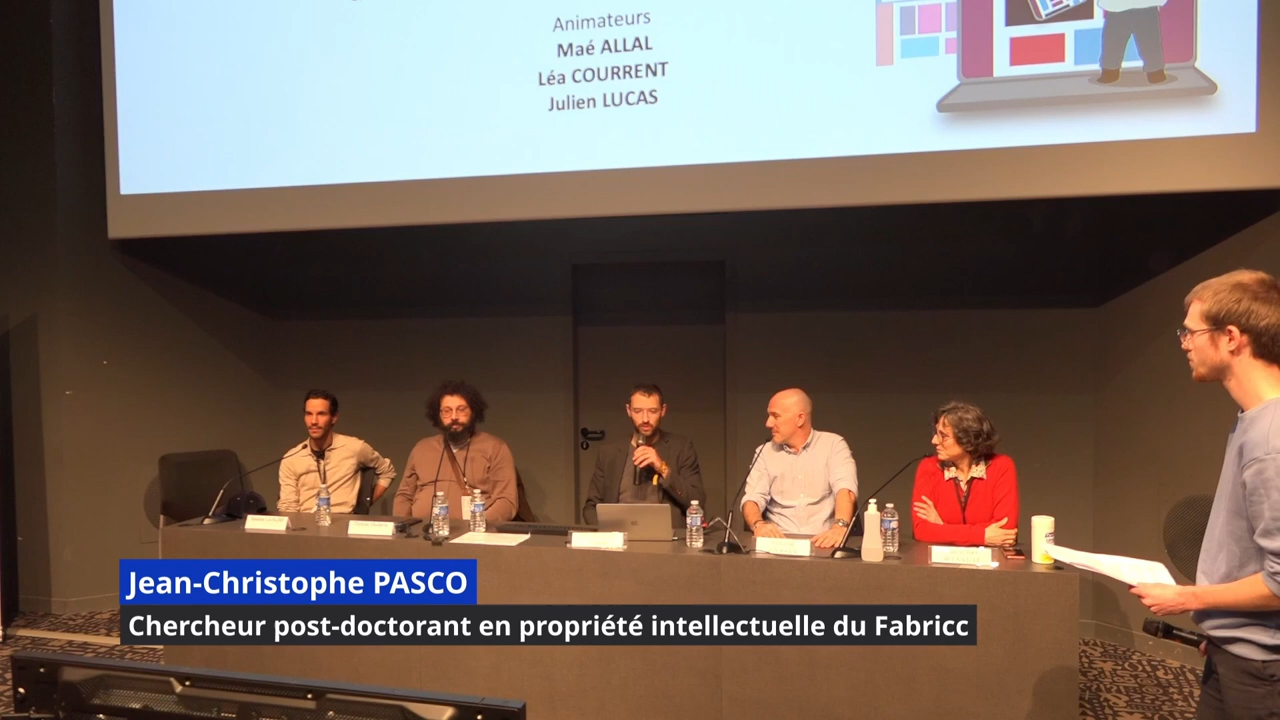 Animateurs
Maé ALLAL
Léa COURRENT
Julien LUCAS
Jean-Christophe PASCO
Chercheur post-doctorant en propriété intellectuelle du Fabricc